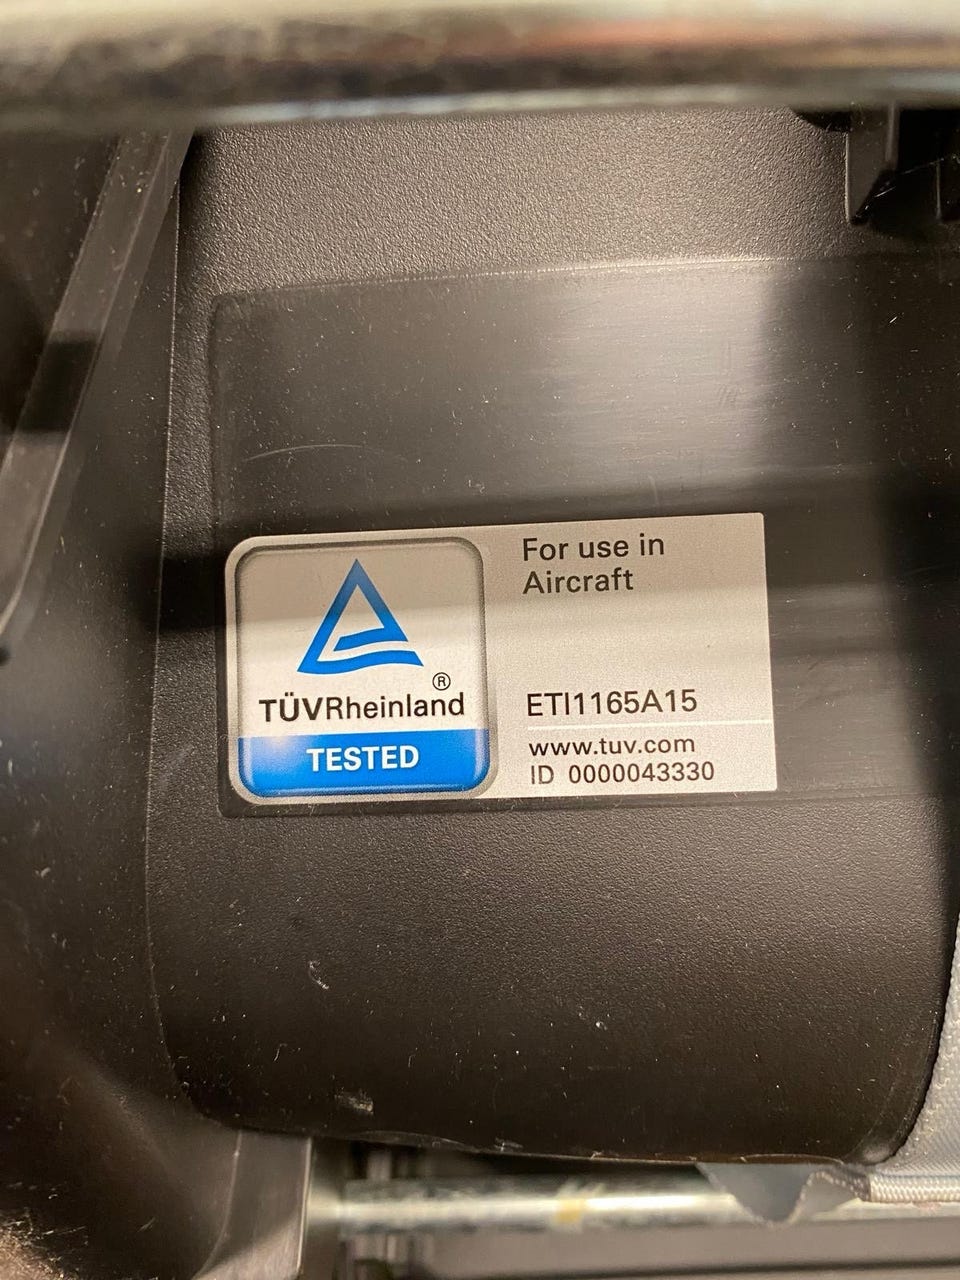 For use in
Aircraft
®
TÜVRheinland
TESTED
ETI1165A15
www.tuv.com
ID 0000043330